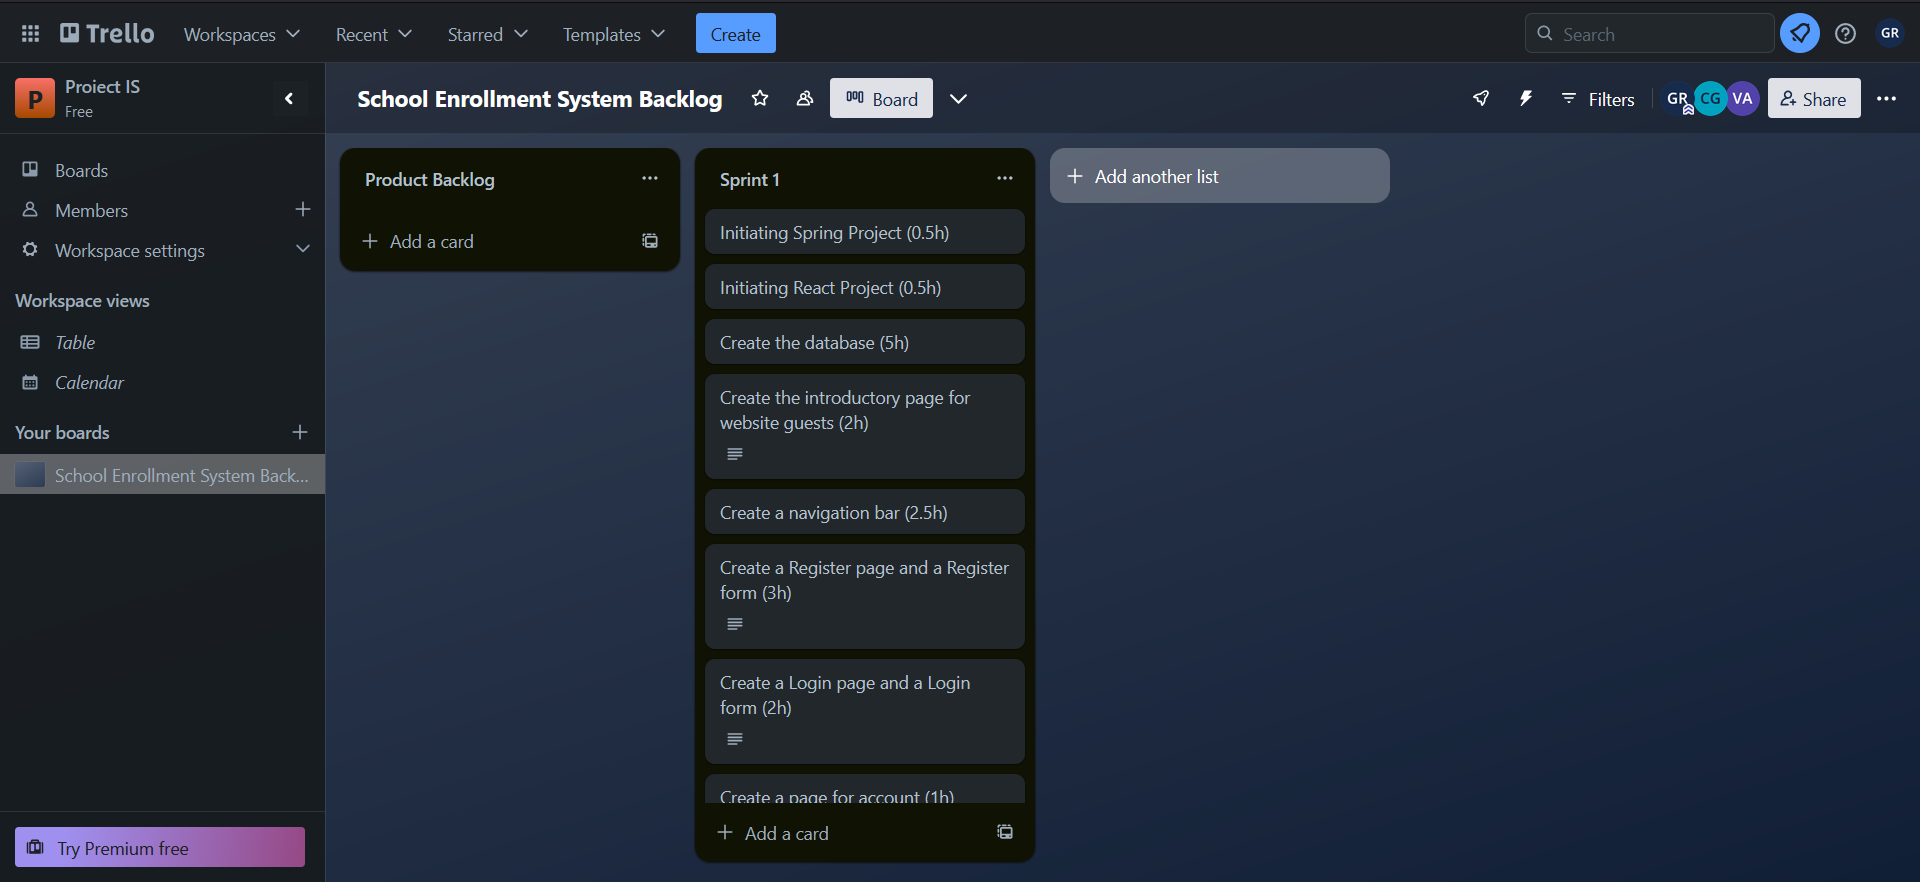 Trello
Workspaces
Recent
Starred
Templates
Create
Search
GR
P
Project IS
Free
School Enrollment System Backlog
Board
Filters
GR
CG
VA
Share
Boards
Members
Workspace settings
Workspace views
Table
Calendar
Your boards
School Enrollment System Back...
Try Premium free
Product Backlog
Add a card
Sprint 1
Initiating Spring Project (0.5h)
Initiating React Project (0.5h)
Create the database (5h)
Create the introductory page for
website guests (2h)
Create a navigation bar (2.5h)
Create a Register page and a Register
form (3h)
Create a Login page and a Login
form (2h)
Create a page for account (1h)
Add a card
Add another list